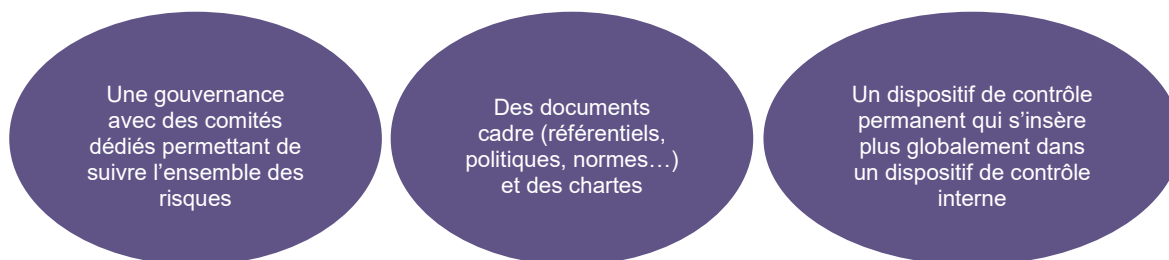 Une gouvernance
avec des comités
dédiés permettant de
suivre l’ensemble des
risques
Des documents
cadre (référentiels,
politiques, normes…)
et des chartes
Un dispositif de contrôle
permanent qui s’insère
plus globalement dans
un dispositif de contrôle
interne